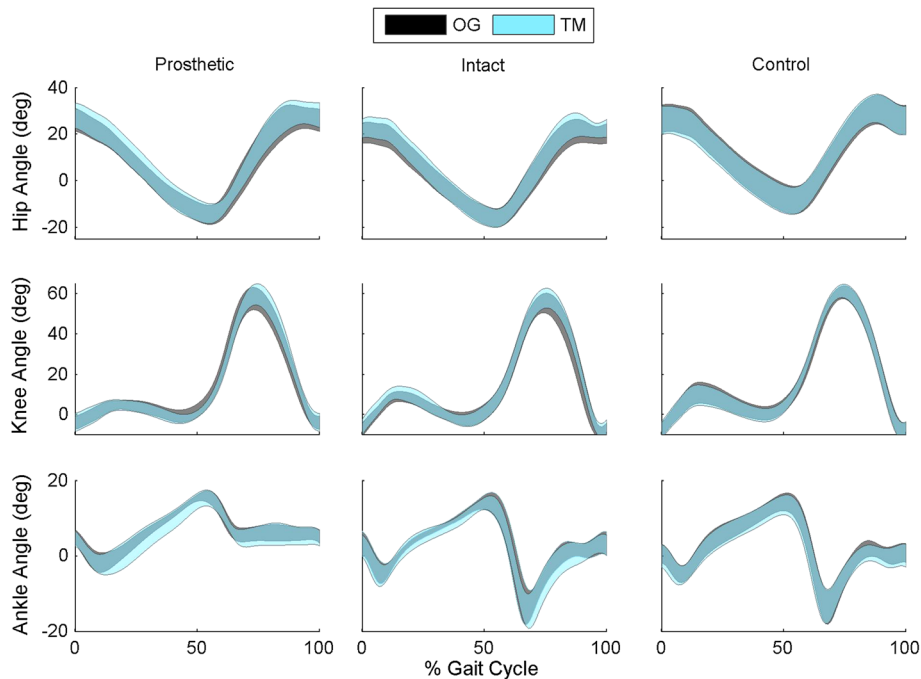 OG TM
Prosthetic Intact Control
Hip Angle (deg)
40
20
0
-20
Knee Angle (deg)
60
40
20
0
Ankle Angle (deg)
20
0
-20
0 50 100 0 50 100 0 50 100
% Gait Cycle